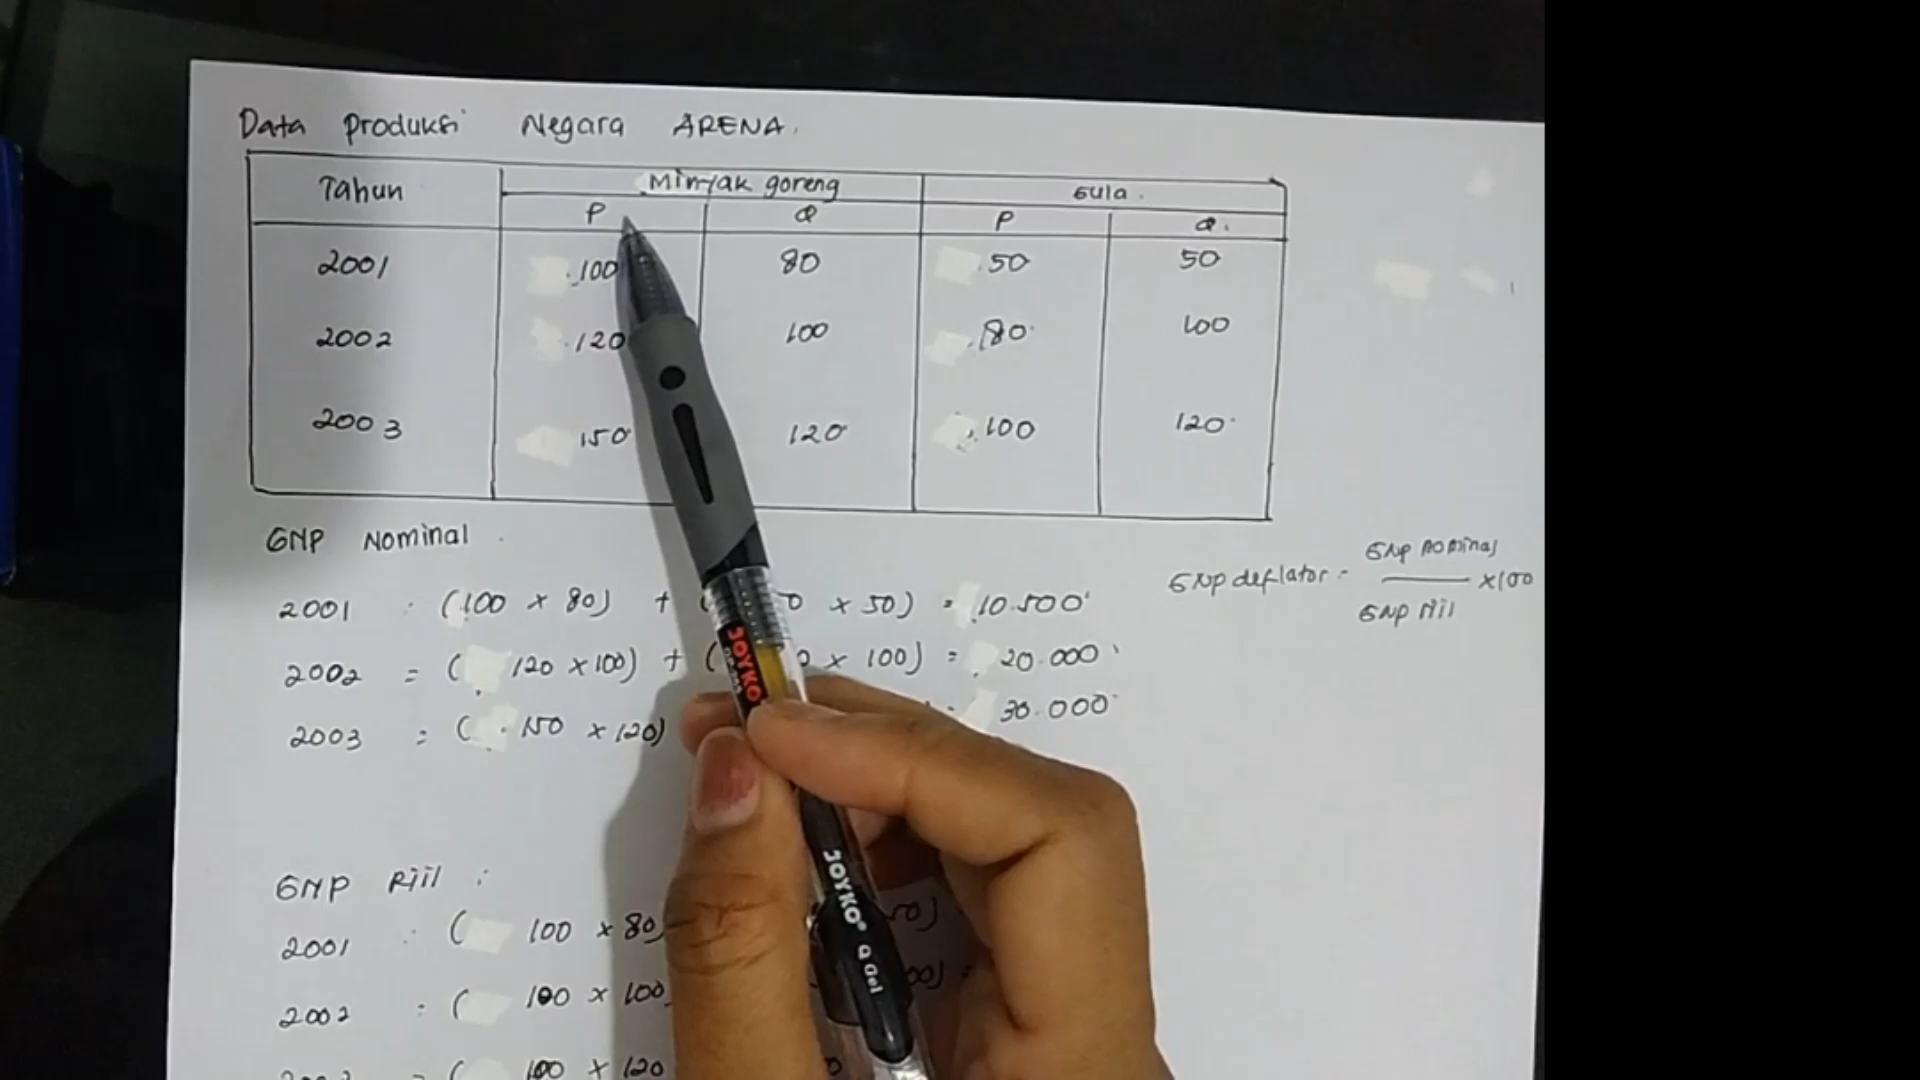 Data produksi Negara ARENA.
Tahun Minyak goreng Gula.
P Q P Q.
2001 100 80 50 50
2002 120 100 80 100
2003 150 120 100 120
GNP Nominal.
2001 : (100 x 80) + ( 0 x 50) = 10.500
2002 = ( 120 x 100) + ( 0 x 100) = 20.000
2003 = ( 150 x 120) = 30.000
GNP deflator = GNP nominal x 100
GNP Riil
GNP Riil :
2001 : ( 100 x 80)
2002 : ( 100 x 100) = 
( 100 x 120
JOYKO
JOYKO Q Gel